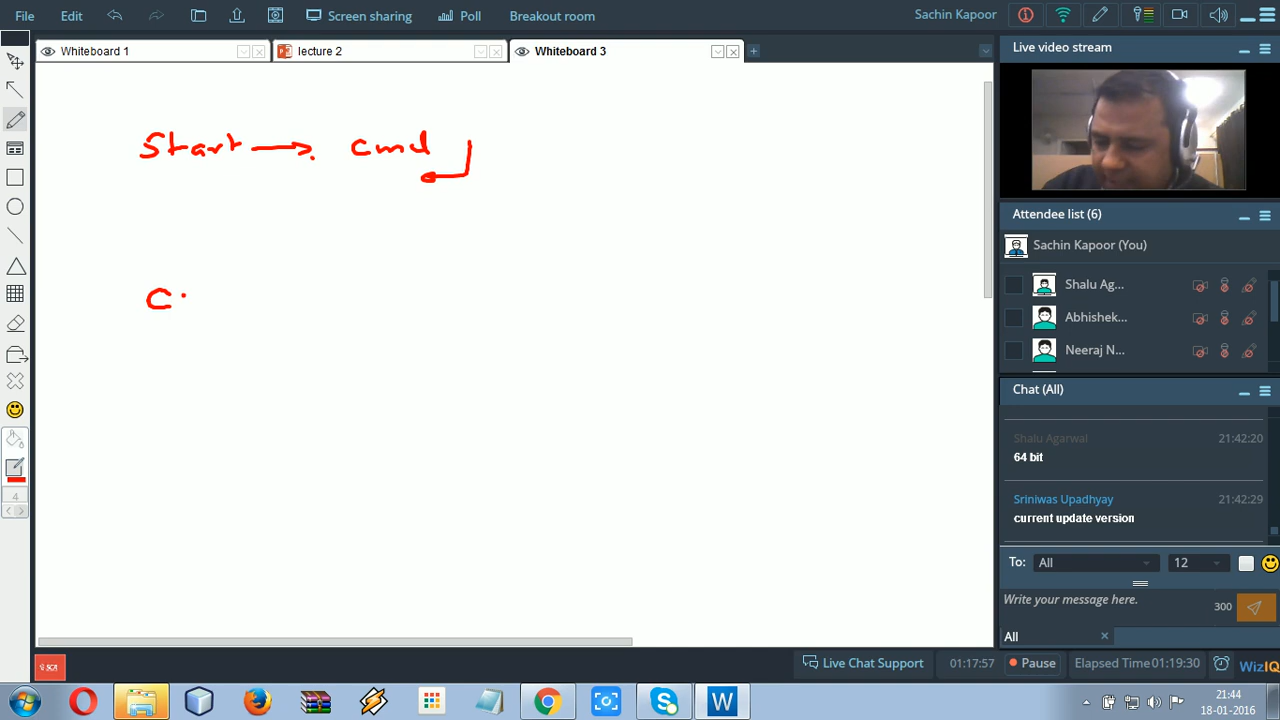 File Edit Screen sharing Poll Breakout room Sachin Kapoor
Whiteboard 1 lecture 2 Whiteboard 3
Live video stream
Start → cmd
C
Attendee list (6)
Sachin Kapoor (You)
Shalu Ag...
Abhishek...
Neeraj N...
Chat (All)
Shalu Agarwal 21:42:20
64 bit
Sriniwas Upadhyay 21:42:29
current update version
To: All 12
Write your message here. 300
All
4
SCA
Live Chat Support 01:17:57 Pause Elapsed Time 01:19:30 WizIQ
21:44
18-01-2016